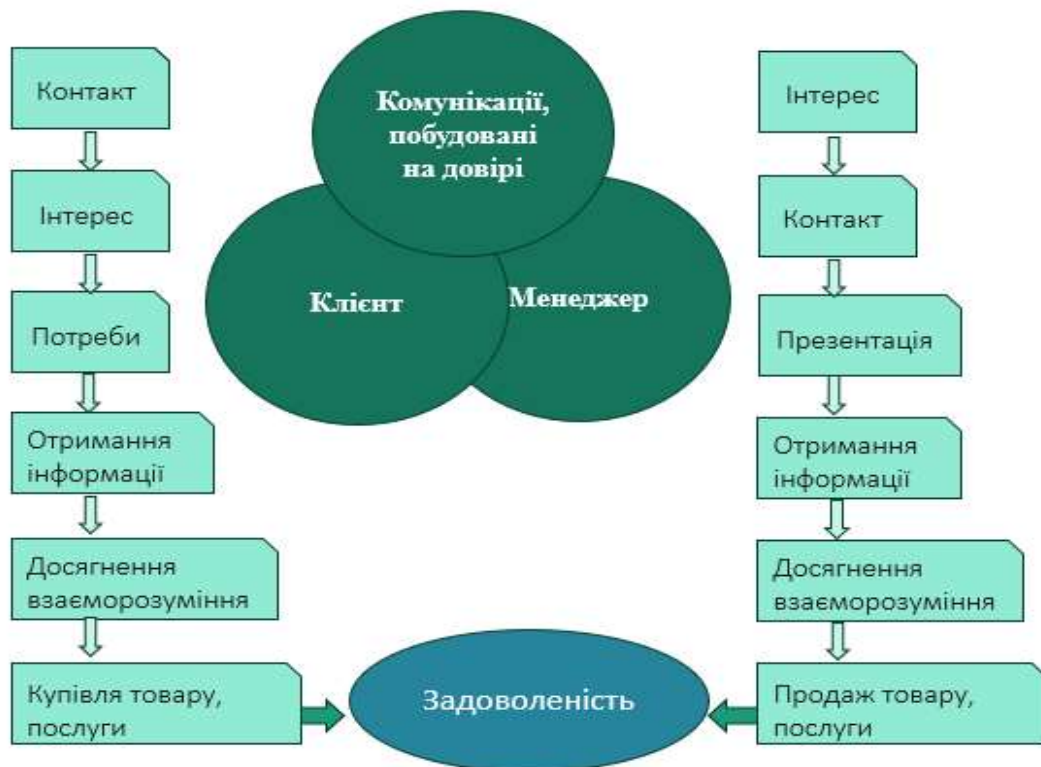 Контакт
Інтерес
Потреби
Отримання
інформації
Досягнення
взаєморозуміння
Купівля товару,
послуги
Комунікації,
побудовані
на довірі
Клієнт
Менеджер
Задоволеність
Інтерес
Контакт
Презентація
Отримання
інформації
Досягнення
взаєморозуміння
Продаж товару,
послуги